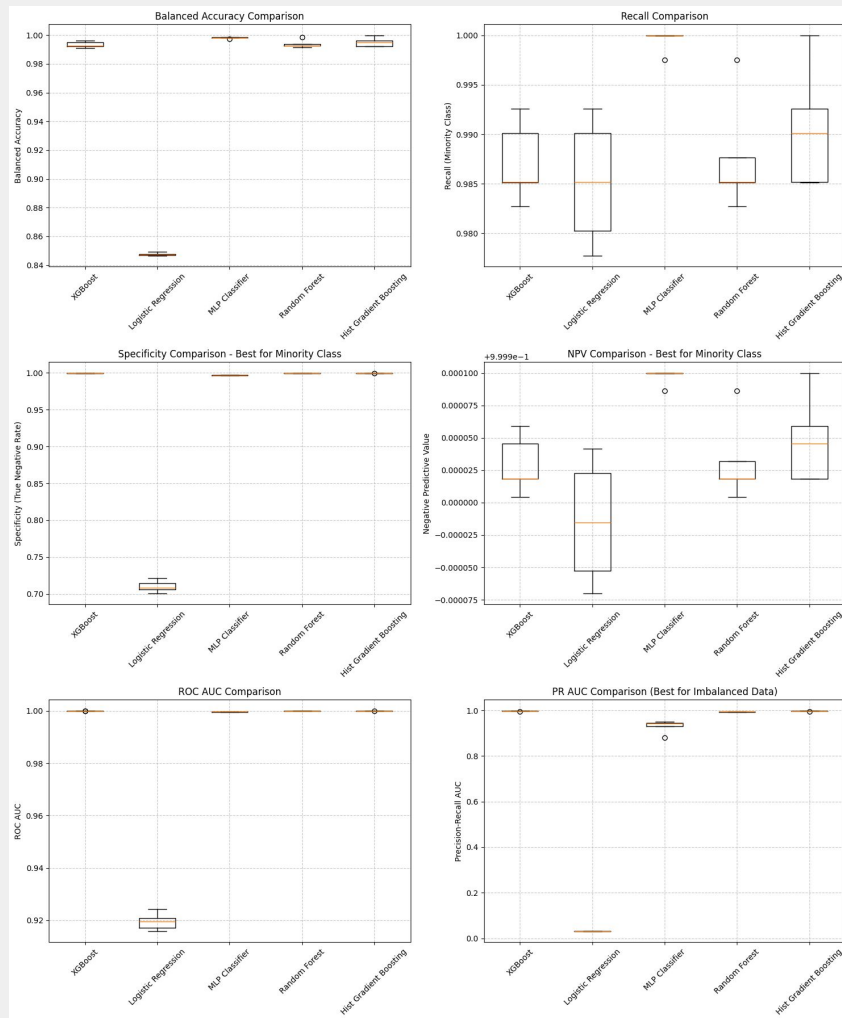 Balanced Accuracy Comparison
Balanced Accuracy
1.00
0.98
0.96
0.94
0.92
0.90
0.88
0.86
0.84
XGBoost
Logistic Regression
MLP Classifier
Random Forest
Hist Gradient Boosting
Recall Comparison
Recall (Minority Class)
1.000
0.995
0.990
0.985
0.980
XGBoost
Logistic Regression
MLP Classifier
Random Forest
Hist Gradient Boosting
Specificity Comparison - Best for Minority Class
Specificity (True Negative Rate)
1.00
0.95
0.90
0.85
0.80
0.75
0.70
XGBoost
Logistic Regression
MLP Classifier
Random Forest
Hist Gradient Boosting
NPV Comparison - Best for Minority Class
+9.999e−1
Negative Predictive Value
0.000100
0.000075
0.000050
0.000025
0.000000
−0.000025
−0.000050
−0.000075
XGBoost
Logistic Regression
MLP Classifier
Random Forest
Hist Gradient Boosting
ROC AUC Comparison
ROC AUC
1.00
0.98
0.96
0.94
0.92
XGBoost
Logistic Regression
MLP Classifier
Random Forest
Hist Gradient Boosting
PR AUC Comparison (Best for Imbalanced Data)
Precision-Recall AUC
1.0
0.8
0.6
0.4
0.2
0.0
XGBoost
Logistic Regression
MLP Classifier
Random Forest
Hist Gradient Boosting